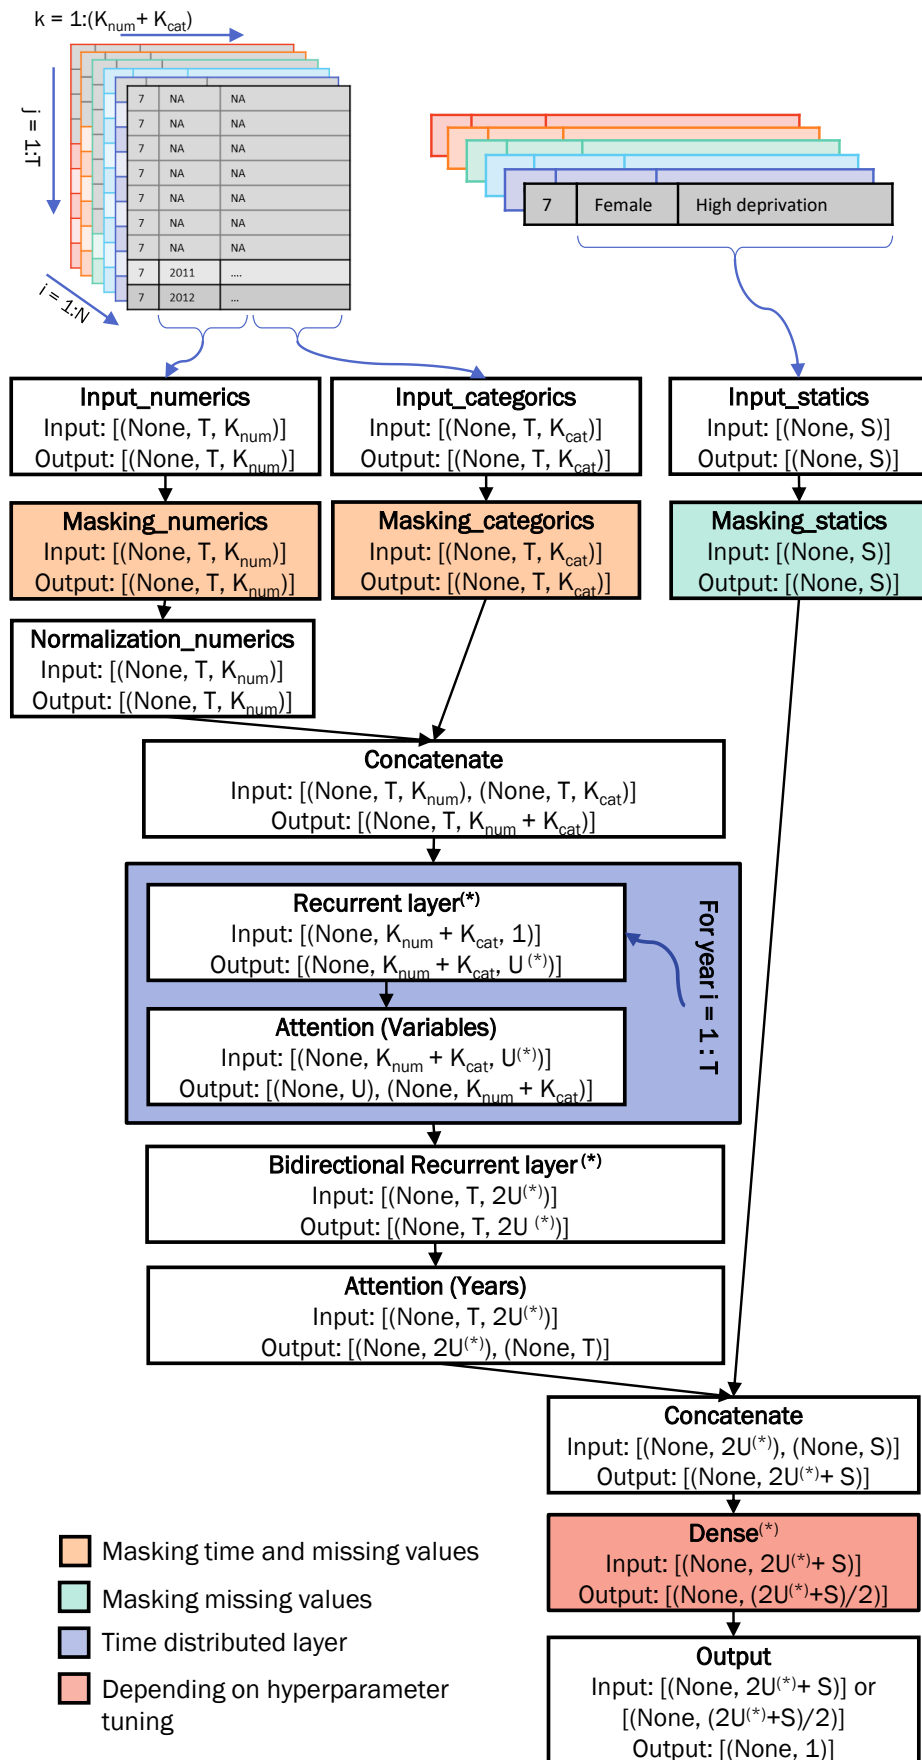 k = 1:(Knum+ Kcat)
j = 1:T
i = 1:N
7 NA NA
7 NA NA
7 NA NA
7 NA NA
7 NA NA
7 NA NA
7 NA NA
7 2011 ....
7 2012 ...
7 Female High deprivation
Input_numerics
Input: [(None, T, Knum)]
Output: [(None, T, Knum)]
Input_categorics
Input: [(None, T, Kcat)]
Output: [(None, T, Kcat)]
Input_statics
Input: [(None, S)]
Output: [(None, S)]
Masking_numerics
Input: [(None, T, Knum)]
Output: [(None, T, Knum)]
Masking_categorics
Input: [(None, T, Kcat)]
Output: [(None, T, Kcat)]
Masking_statics
Input: [(None, S)]
Output: [(None, S)]
Normalization_numerics
Input: [(None, T, Knum)]
Output: [(None, T, Knum)]
Concatenate
Input: [(None, T, Knum), (None, T, Kcat)]
Output: [(None, T, Knum + Kcat)]
Recurrent layer(*)
Input: [(None, Knum + Kcat, 1)]
Output: [(None, Knum + Kcat, U(*))]
Attention (Variables)
Input: [(None, Knum + Kcat, U(*))]
Output: [(None, U), (None, Knum + Kcat)]
For year i = 1 : T
Bidirectional Recurrent layer(*)
Input: [(None, T, 2U(*))]
Output: [(None, T, 2U (*))]
Attention (Years)
Input: [(None, T, 2U(*))]
Output: [(None, 2U(*)), (None, T)]
Concatenate
Input: [(None, 2U(*)), (None, S)]
Output: [(None, 2U(*)+ S)]
Dense(*)
Input: [(None, 2U(*)+ S)]
Output: [(None, (2U(*)+S)/2)]
Output
Input: [(None, 2U(*)+ S)] or
[(None, (2U(*)+S)/2)]
Output: [(None, 1)]
Masking time and missing values
Masking missing values
Time distributed layer
Depending on hyperparameter
tuning